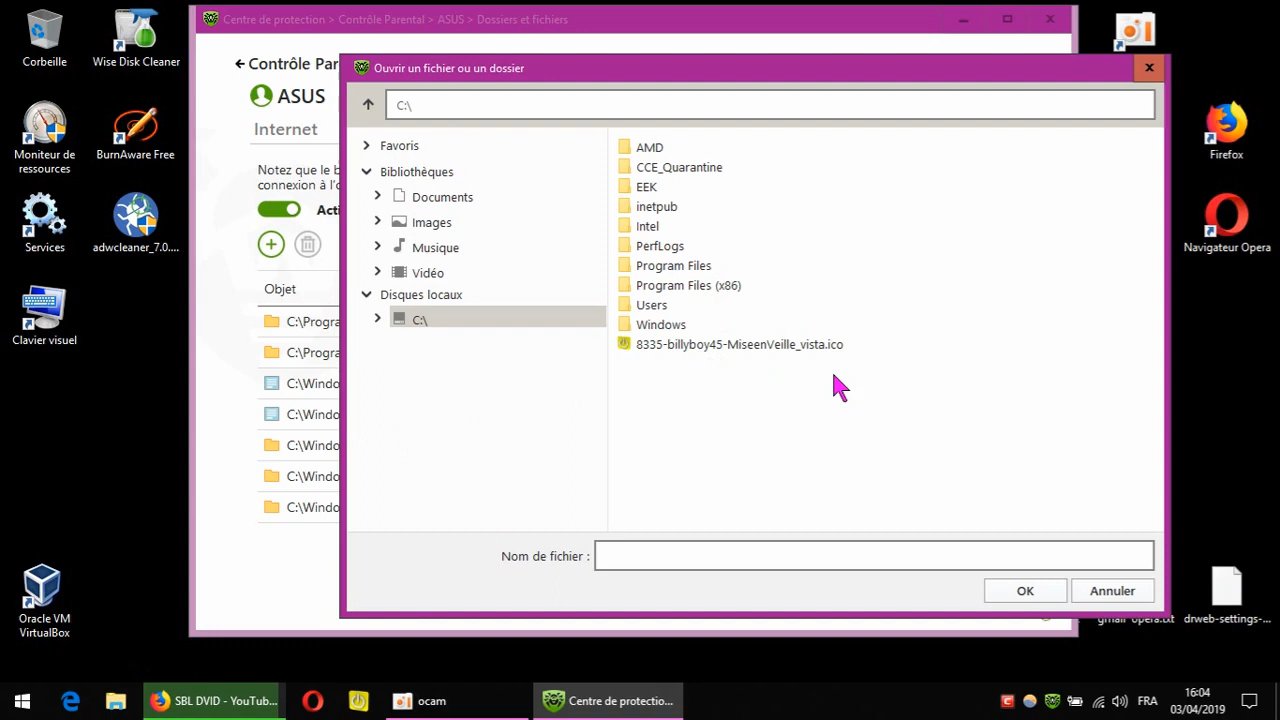 Corbeille
Wise Disk Cleaner
Moniteur de
ressources
BurnAware Free
Services
adwcleaner_7.0....
Clavier visuel
Oracle VM
VirtualBox
Centre de protection > Contrôle Parental > ASUS > Dossiers et fichiers
Contrôle Par
ASUS
Internet
Notez que le b
connexion à l'o
Acti
Objet
C:\Progra
C:\Progra
C:\Windo
C:\Windo
C:\Windo
C:\Windo
C:\Windo
Ouvrir un fichier ou un dossier
C:\
Favoris
Bibliothèques
Documents
Images
Musique
Vidéo
Disques locaux
C:\
AMD
CCE_Quarantine
EEK
inetpub
Intel
PerfLogs
Program Files
Program Files (x86)
Users
Windows
8335-billyboy45-MiseenVeille_vista.ico
Nom de fichier :
OK
Annuler
Firefox
Navigateur Opera
gmail opera.txt
drweb-settings-...
SBL DVID - YouTub...
ocam
Centre de protectio...
FRA
16:04
03/04/2019